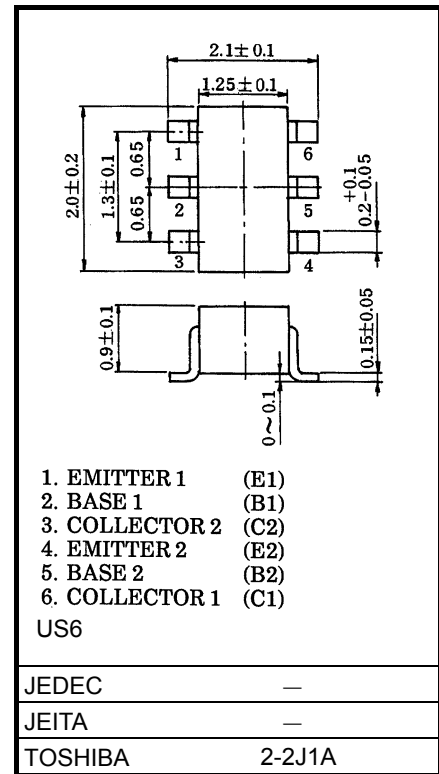 2.1±0.1
1.25±0.1
1
6
2
5
3
4
2.0±0.2
1.3±0.1
0.65
0.65
+0.1
0.2-0.05
0.9±0.1
0.15±0.05
0~0.1
1. EMITTER 1 (E1)
2. BASE 1 (B1)
3. COLLECTOR 2 (C2)
4. EMITTER 2 (E2)
5. BASE 2 (B2)
6. COLLECTOR 1 (C1)
US6
JEDEC —
JEITA —
TOSHIBA 2-2J1A